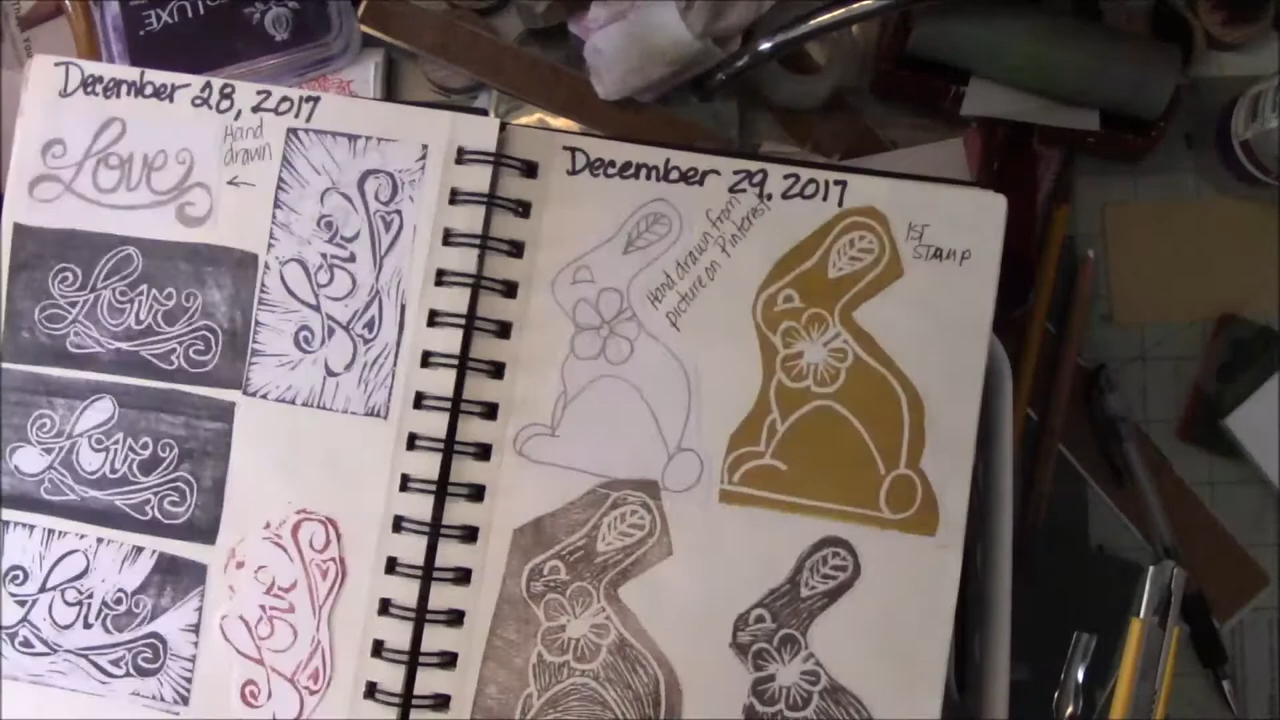 LUXE
December 28, 2017
Hand
drawn
Love
Love
Love
Love
Love
Love
December 29, 2017
Hand drawn from
picture on Pinterest
1ST
STAMP